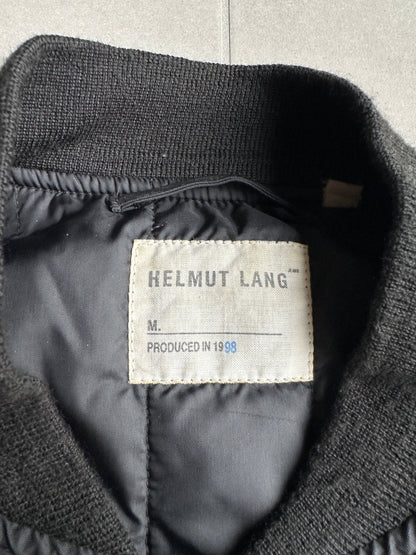 HELMUT LANG
M.
PRODUCED IN 1998